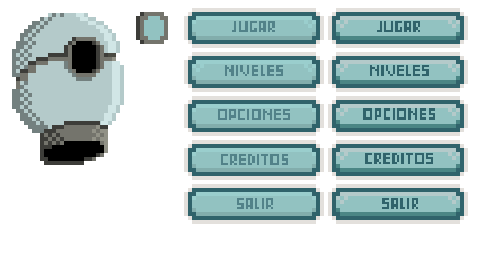 JUGAR JUGAR
NIVELES NIVELES
OPCIONES OPCIONES
CREDITOS CREDITOS
SALIR SALIR